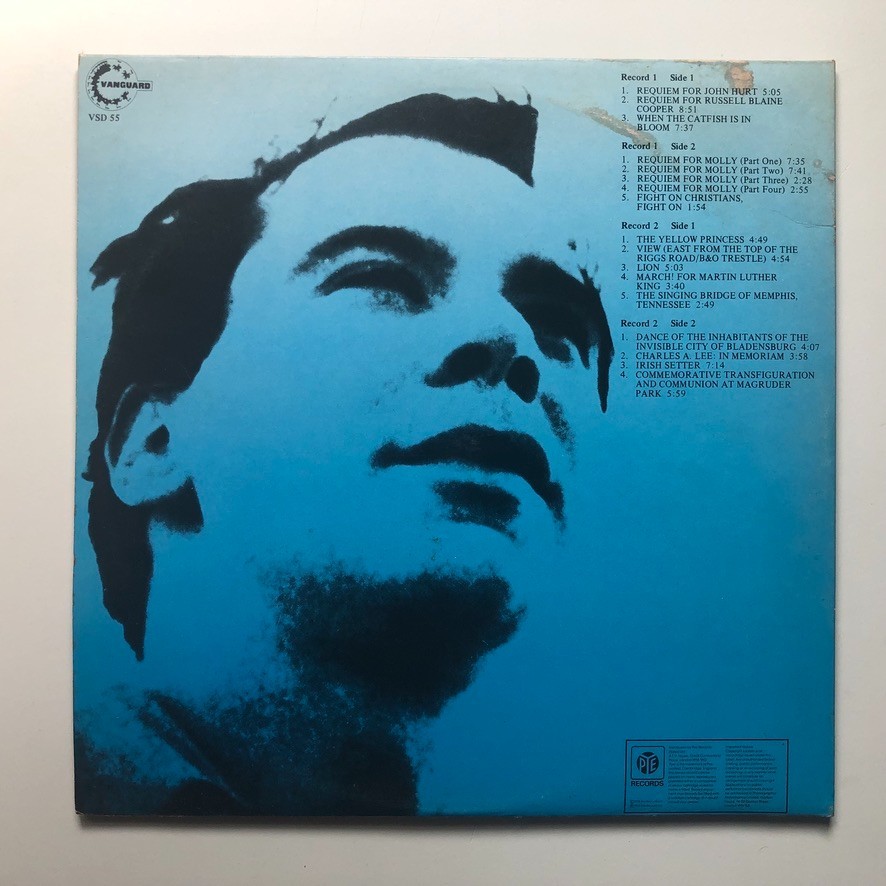 VANGUARD
VSD 55
Record 1 Side 1
1. REQUIEM FOR JOHN HURT 5:05
2. REQUIEM FOR RUSSELL BLAINE
COOPER 8:51
3. WHEN THE CATFISH IS IN
BLOOM 7:37
Record 1 Side 2
1. REQUIEM FOR MOLLY (Part One) 7:35
2. REQUIEM FOR MOLLY (Part Two) 7:41
3. REQUIEM FOR MOLLY (Part Three) 2:28
4. REQUIEM FOR MOLLY (Part Four) 2:55
5. FIGHT ON CHRISTIANS,
FIGHT ON 1:54
Record 2 Side 1
1. THE YELLOW PRINCESS 4:49
2. VIEW (EAST FROM THE TOP OF THE
RIGGS ROAD/B&O TRESTLE) 4:54
3. LION 5:03
4. MARCH! FOR MARTIN LUTHER
KING 3:40
5. THE SINGING BRIDGE OF MEMPHIS,
TENNESSEE 2:49
Record 2 Side 2
1. DANCE OF THE INHABITANTS OF THE
INVISIBLE CITY OF BLADENSBURG 4:07
2. CHARLES A. LEE: IN MEMORIAM 3:58
3. IRISH SETTER 7:14
4. COMMEMORATIVE TRANSFIGURATION
AND COMMUNION AT MAGRUDER
PARK 5:59
PYE
RECORDS